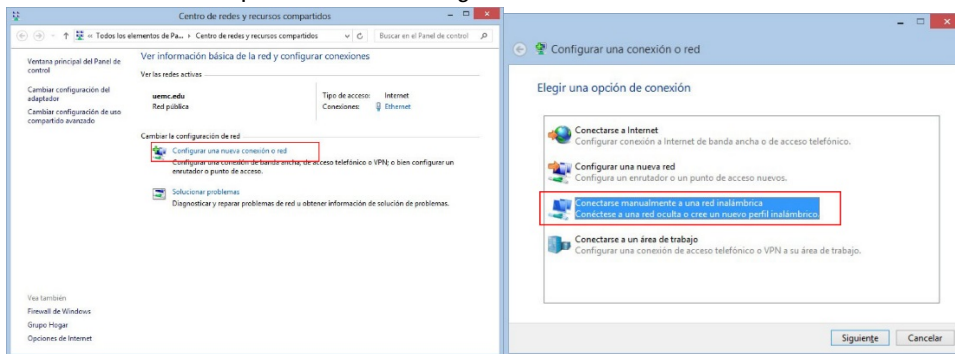 Centro de redes y recursos compartidos
« Todos los elementos de Pa... › Centro de redes y recursos compartidos
Buscar en el Panel de control
Ventana principal del Panel de control
Cambiar configuración del adaptador
Cambiar configuración de uso compartido avanzado
Ver información básica de la red y configurar conexiones
Ver las redes activas
uemc.edu
Red pública
Tipo de acceso: Internet
Conexiones: Ethernet
Cambiar la configuración de red
Configurar una nueva conexión o red
Configurar una conexión de banda ancha, de acceso telefónico o VPN; o bien configurar un
enrutador o punto de acceso.
Solucionar problemas
Diagnosticar y reparar problemas de red u obtener información de solución de problemas.
Vea también
Firewall de Windows
Grupo Hogar
Opciones de Internet
Configurar una conexión o red
Elegir una opción de conexión
Conectarse a Internet
Configurar conexión a Internet de banda ancha o de acceso telefónico.
Configurar una nueva red
Configura un enrutador o un punto de acceso nuevos.
Conectarse manualmente a una red inalámbrica
Conéctese a una red oculta o cree un nuevo perfil inalámbrico.
Conectarse a un área de trabajo
Configurar una conexión de acceso telefónico o VPN a su área de trabajo.
Siguiente
Cancelar